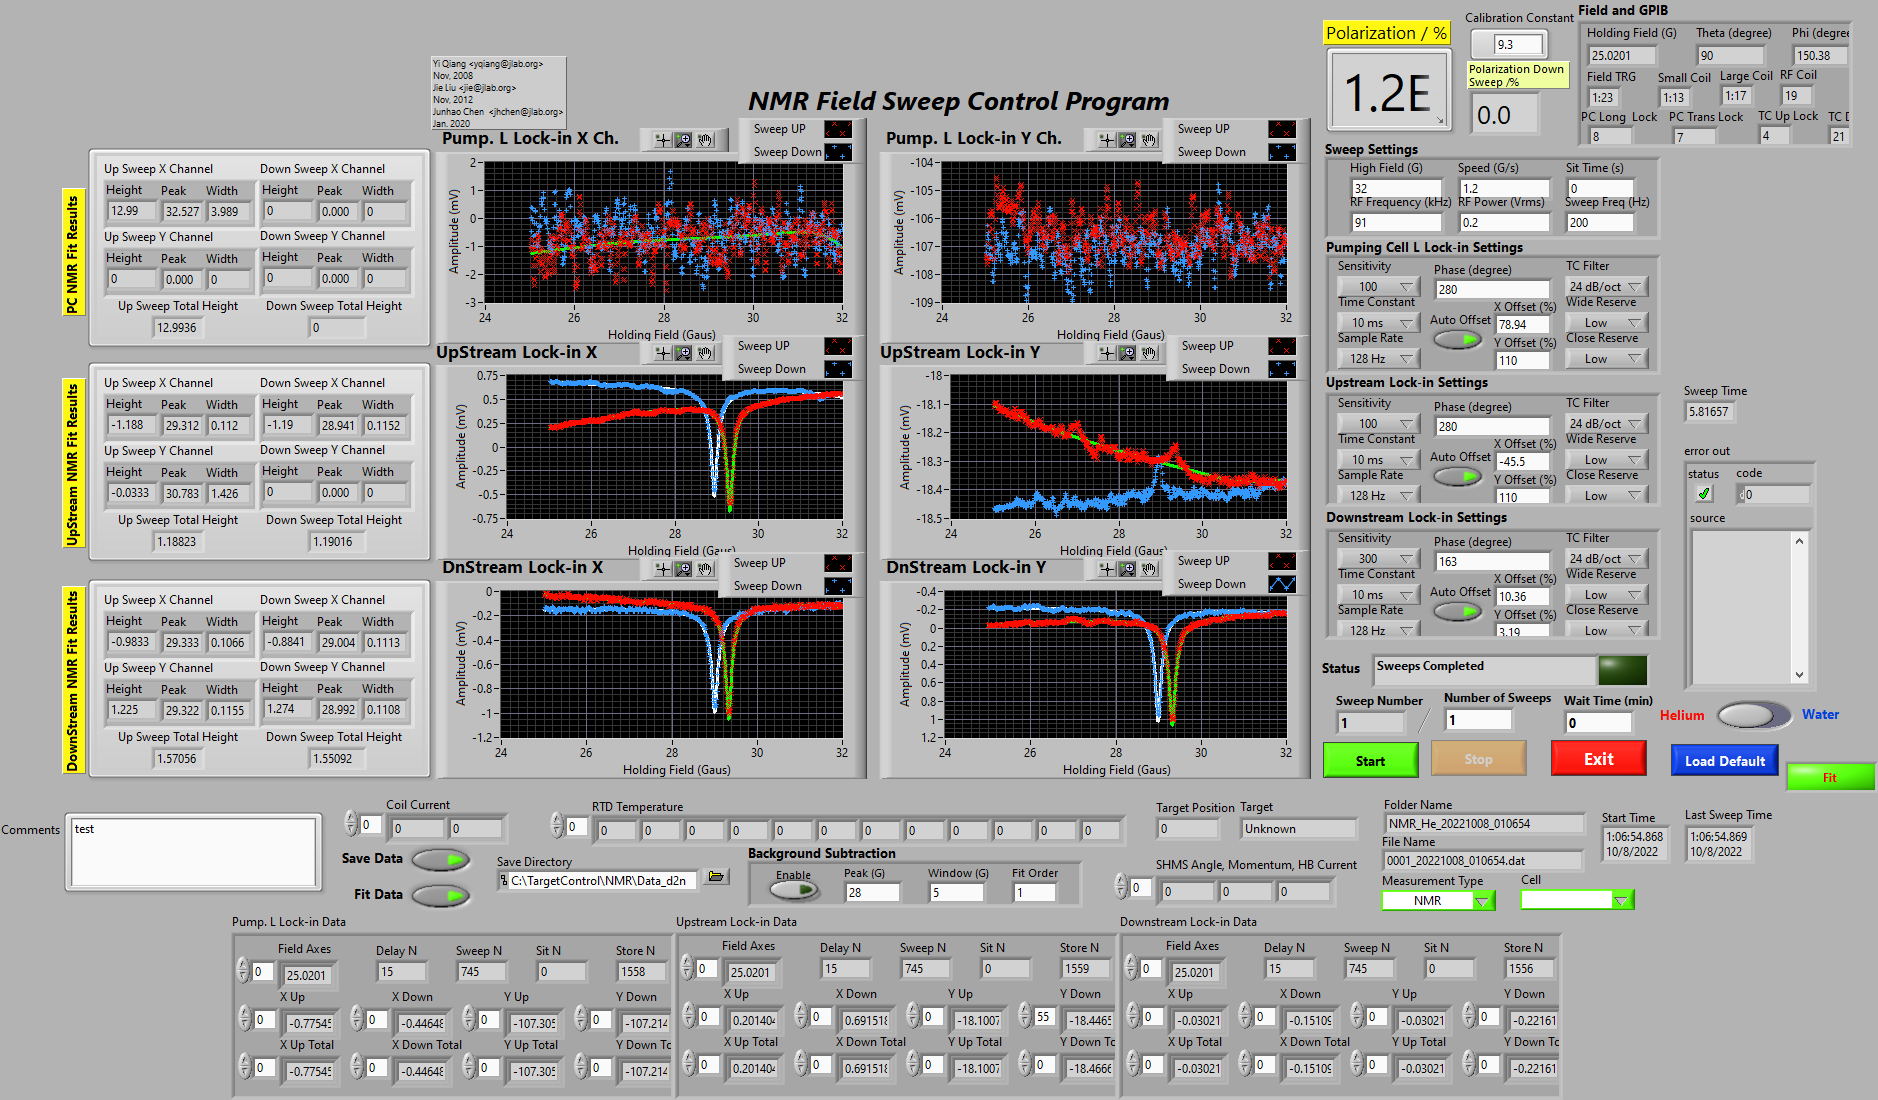 NMR Field Sweep Control Program
Yi Qiang <yqiang@jlab.org>
Nov, 2008
Jie Liu <jie@jlab.org>
Nov, 2012
Junhao Chen <jhchen@jlab.org>
Jan. 2020
Polarization / %
1.2E
Calibration Constant
9.3
Polarization Down
Sweep /%
0.0
Field and GPIB
Holding Field (G) Theta (degree) Phi (degree
25.0201 90 150.38
Field TRG Small Coil Large Coil RF Coil
1:23 1:13 1:17 19
PC Long Lock PC Trans Lock TC Up Lock TC D
8 7 4 21
PC NMR Fit Results
Up Sweep X Channel Down Sweep X Channel
Height Peak Width Height Peak Width
12.99 32.527 3.989 0 0.000 0
Up Sweep Y Channel Down Sweep Y Channel
Height Peak Width Height Peak Width
0 0.000 0 0 0.000 0
Up Sweep Total Height Down Sweep Total Height
12.9936 0
UpStream NMR Fit Results
Up Sweep X Channel Down Sweep X Channel
Height Peak Width Height Peak Width
-1.188 29.312 0.112 -1.19 28.941 0.1152
Up Sweep Y Channel Down Sweep Y Channel
Height Peak Width Height Peak Width
-0.0333 30.783 1.426 0 0.000 0
Up Sweep Total Height Down Sweep Total Height
1.18823 1.19016
DownStream NMR Fit Results
Up Sweep X Channel Down Sweep X Channel
Height Peak Width Height Peak Width
-0.9833 29.333 0.1066 -0.8841 29.004 0.1113
Up Sweep Y Channel Down Sweep Y Channel
Height Peak Width Height Peak Width
1.225 29.322 0.1155 1.274 28.992 0.1108
Up Sweep Total Height Down Sweep Total Height
1.57056 1.55092
Pump. L Lock-in X Ch.
Sweep UP
Sweep Down
Amplitude (mV)
2
1
0
-1
-2
-3
24 26 28 30 32
Holding Field (Gaus)
Pump. L Lock-in Y Ch.
Sweep UP
Sweep Down
Amplitude (mV)
-104
-105
-106
-107
-108
-109
24 26 28 30 32
Holding Field (Gaus)
UpStream Lock-in X
Sweep UP
Sweep Down
Amplitude (mV)
0.75
0.5
0.25
0
-0.25
-0.5
-0.75
24 26 28 30 32
Holding Field (Gaus)
UpStream Lock-in Y
Sweep UP
Sweep Down
Amplitude (mV)
-18
-18.1
-18.2
-18.3
-18.4
-18.5
24 26 28 30 32
Holding Field (Gaus)
DnStream Lock-in X
Sweep UP
Sweep Down
Amplitude (mV)
0
-0.2
-0.4
-0.6
-0.8
-1
-1.2
24 26 28 30 32
Holding Field (Gaus)
DnStream Lock-in Y
Sweep UP
Sweep Down
Amplitude (mV)
-0.4
-0.2
0
0.2
0.4
0.6
0.8
1
1.2
24 26 28 30 32
Holding Field (Gaus)
Sweep Settings
High Field (G) Speed (G/s) Sit Time (s)
32 1.2 0
RF Frequency (kHz) RF Power (Vrms) Sweep Freq (Hz)
91 0.2 200
Pumping Cell L Lock-in Settings
Sensitivity Phase (degree) TC Filter
100 280 24 dB/oct
Time Constant X Offset (%) Wide Reserve
10 ms Auto Offset 78.94 Low
Sample Rate Y Offset (%) Close Reserve
128 Hz 110 Low
Upstream Lock-in Settings
Sensitivity Phase (degree) TC Filter
100 280 24 dB/oct
Time Constant X Offset (%) Wide Reserve
10 ms Auto Offset -45.5 Low
Sample Rate Y Offset (%) Close Reserve
128 Hz 110 Low
Downstream Lock-in Settings
Sensitivity Phase (degree) TC Filter
300 163 24 dB/oct
Time Constant X Offset (%) Wide Reserve
10 ms Auto Offset 10.36 Low
Sample Rate Y Offset (%) Close Reserve
128 Hz 3.19 Low
Sweep Time
5.81657
error out
status code
0
source
Status Sweeps Completed
Sweep Number Number of Sweeps Wait Time (min)
1 / 1 0
Helium Water
Start Stop Exit Load Default Fit
Comments test
Coil Current
0 0 0
Save Data
Fit Data
RTD Temperature
0 0 0 0 0 0 0 0 0 0 0 0 0
Save Directory
C:\TargetControl\NMR\Data_d2n
Background Subtraction
Enable Peak (G) Window (G) Fit Order
28 5 1
Target Position Target
0 Unknown
SHMS Angle, Momentum, HB Current
0 0 0 0
Folder Name
NMR_He_20221008_010654
File Name
0001_20221008_010654.dat
Measurement Type Cell
NMR
Start Time
1:06:54.868
10/8/2022
Last Sweep Time
1:06:54.869
10/8/2022
Pump. L Lock-in Data
Field Axes Delay N Sweep N Sit N Store N
0 25.0201 15 745 0 1558
X Up X Down Y Up Y Down
0 -0.77545 0 -0.44648 0 -107.305 0 -107.214
X Up Total X Down Total Y Up Total Y Down To
0 -0.77545 0 -0.44648 0 -107.305 0 -107.214
Upstream Lock-in Data
Field Axes Delay N Sweep N Sit N Store N
0 25.0201 15 745 0 1559
X Up X Down Y Up Y Down
0 0.201404 0 0.691518 0 -18.1007 55 -18.4465
X Up Total X Down Total Y Up Total Y Down To
0 0.201404 0 0.691518 0 -18.1007 0 -18.4666
Downstream Lock-in Data
Field Axes Delay N Sweep N Sit N Store N
0 25.0201 15 745 0 1556
X Up X Down Y Up Y Down
0 -0.03021 0 -0.15109 0 -0.03021 0 -0.22161
X Up Total X Down Total Y Up Total Y Down To
0 -0.03021 0 -0.15109 0 -0.03021 0 -0.22161